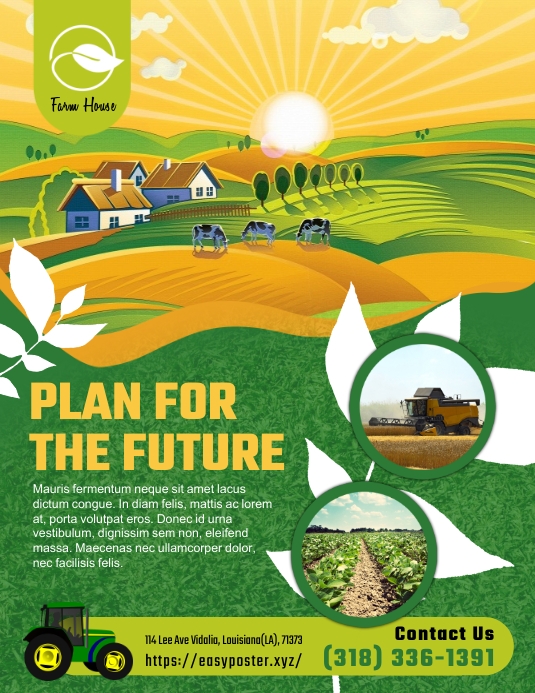 Farm House
PLAN FOR
THE FUTURE
Mauris fermentum neque sit amet lacus
dictum congue. In diam felis, mattis ac lorem
at, porta volutpat eros. Donec id urna
vestibulum, dignissim sem non, eleifend
massa. Maecenas nec ullamcorper dolor,
nec facilisis felis.
114 Lee Ave Vidalia, Louisiana(LA), 71373
https://easyposter.xyz/
Contact Us
(318) 336-1391